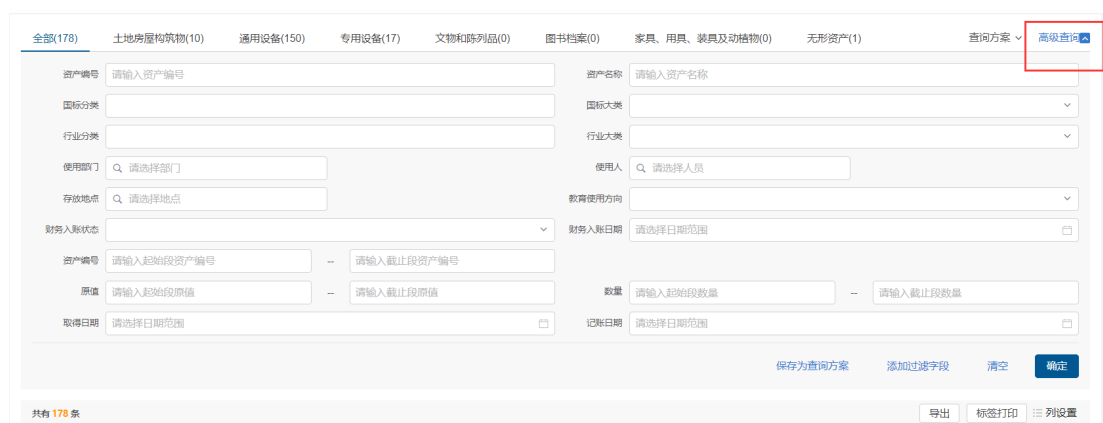 全部(178) 土地房屋构筑物(10) 通用设备(150) 专用设备(17) 文物和陈列品(0) 图书档案(0) 家具、用具、装具及动植物(0) 无形资产(1) 查询方案 高级查询
资产编号 请输入资产编号 资产名称 请输入资产名称
国标分类 国标大类
行业分类 行业大类
使用部门 请选择部门 使用人 请选择人员
存放地点 请选择地点 教育使用方向
财务入账状态 财务入账日期 请选择日期范围
资产编号 请输入起始段资产编号 -- 请输入截止段资产编号
原值 请输入起始段原值 -- 请输入截止段原值 数量 请输入起始段数量 -- 请输入截止段数量
取得日期 请选择日期范围 记账日期 请选择日期范围
保存为查询方案 添加过滤字段 清空 确定
共有 178 条 导出 标签打印 列设置